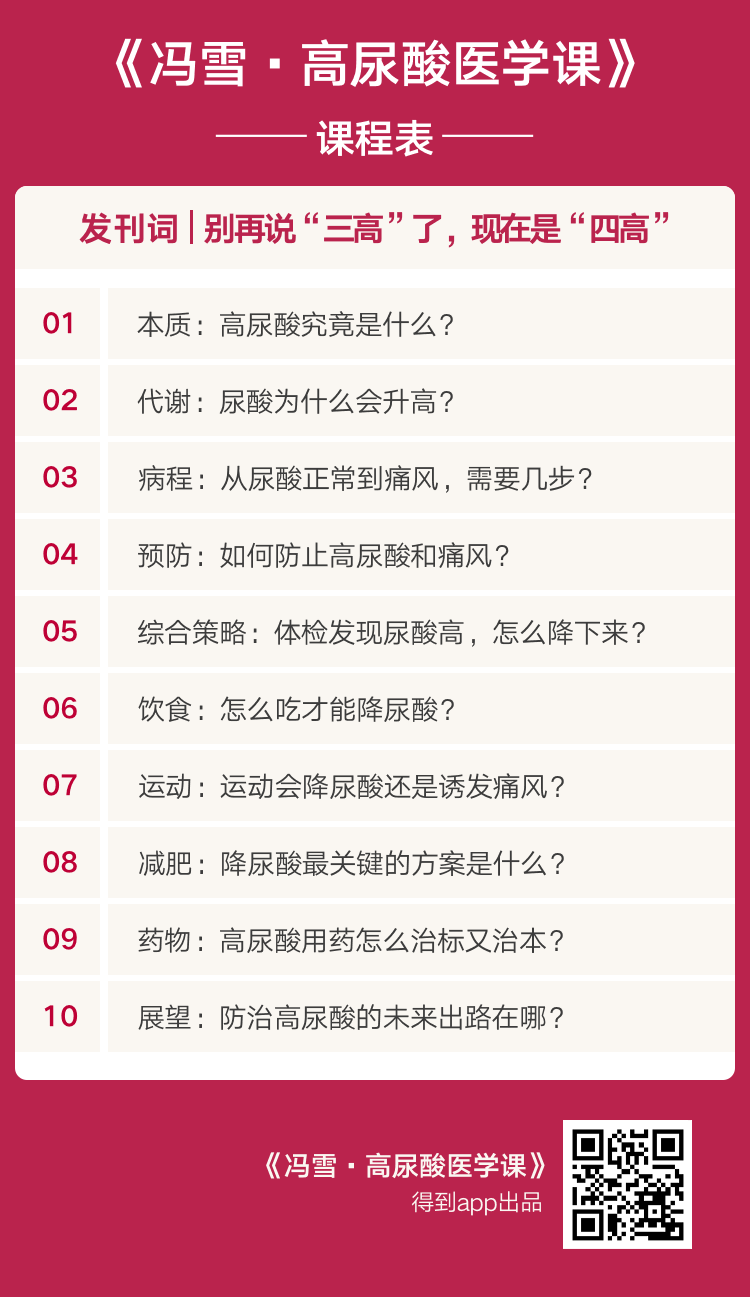 《冯雪·高尿酸医学课》
课程表
发刊词|别再说“三高”了，现在是“四高”
01 本质：高尿酸究竟是什么？
02 代谢：尿酸为什么会升高？
03 病程：从尿酸正常到痛风，需要几步？
04 预防：如何防止高尿酸和痛风？
05 综合策略：体检发现尿酸高，怎么降下来？
06 饮食：怎么吃才能降尿酸？
07 运动：运动会降尿酸还是诱发痛风？
08 减肥：降尿酸最关键的方案是什么？
09 药物：高尿酸用药怎么治标又治本？
10 展望：防治高尿酸的未来出路在哪？
《冯雪·高尿酸医学课》
得到app出品